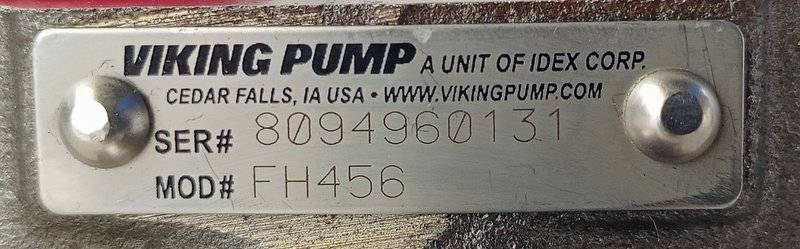 VIKING PUMP A UNIT OF IDEX CORP.
CEDAR FALLS, IA USA • WWW.VIKINGPUMP.COM
SER# 8094960131
MOD# FH456